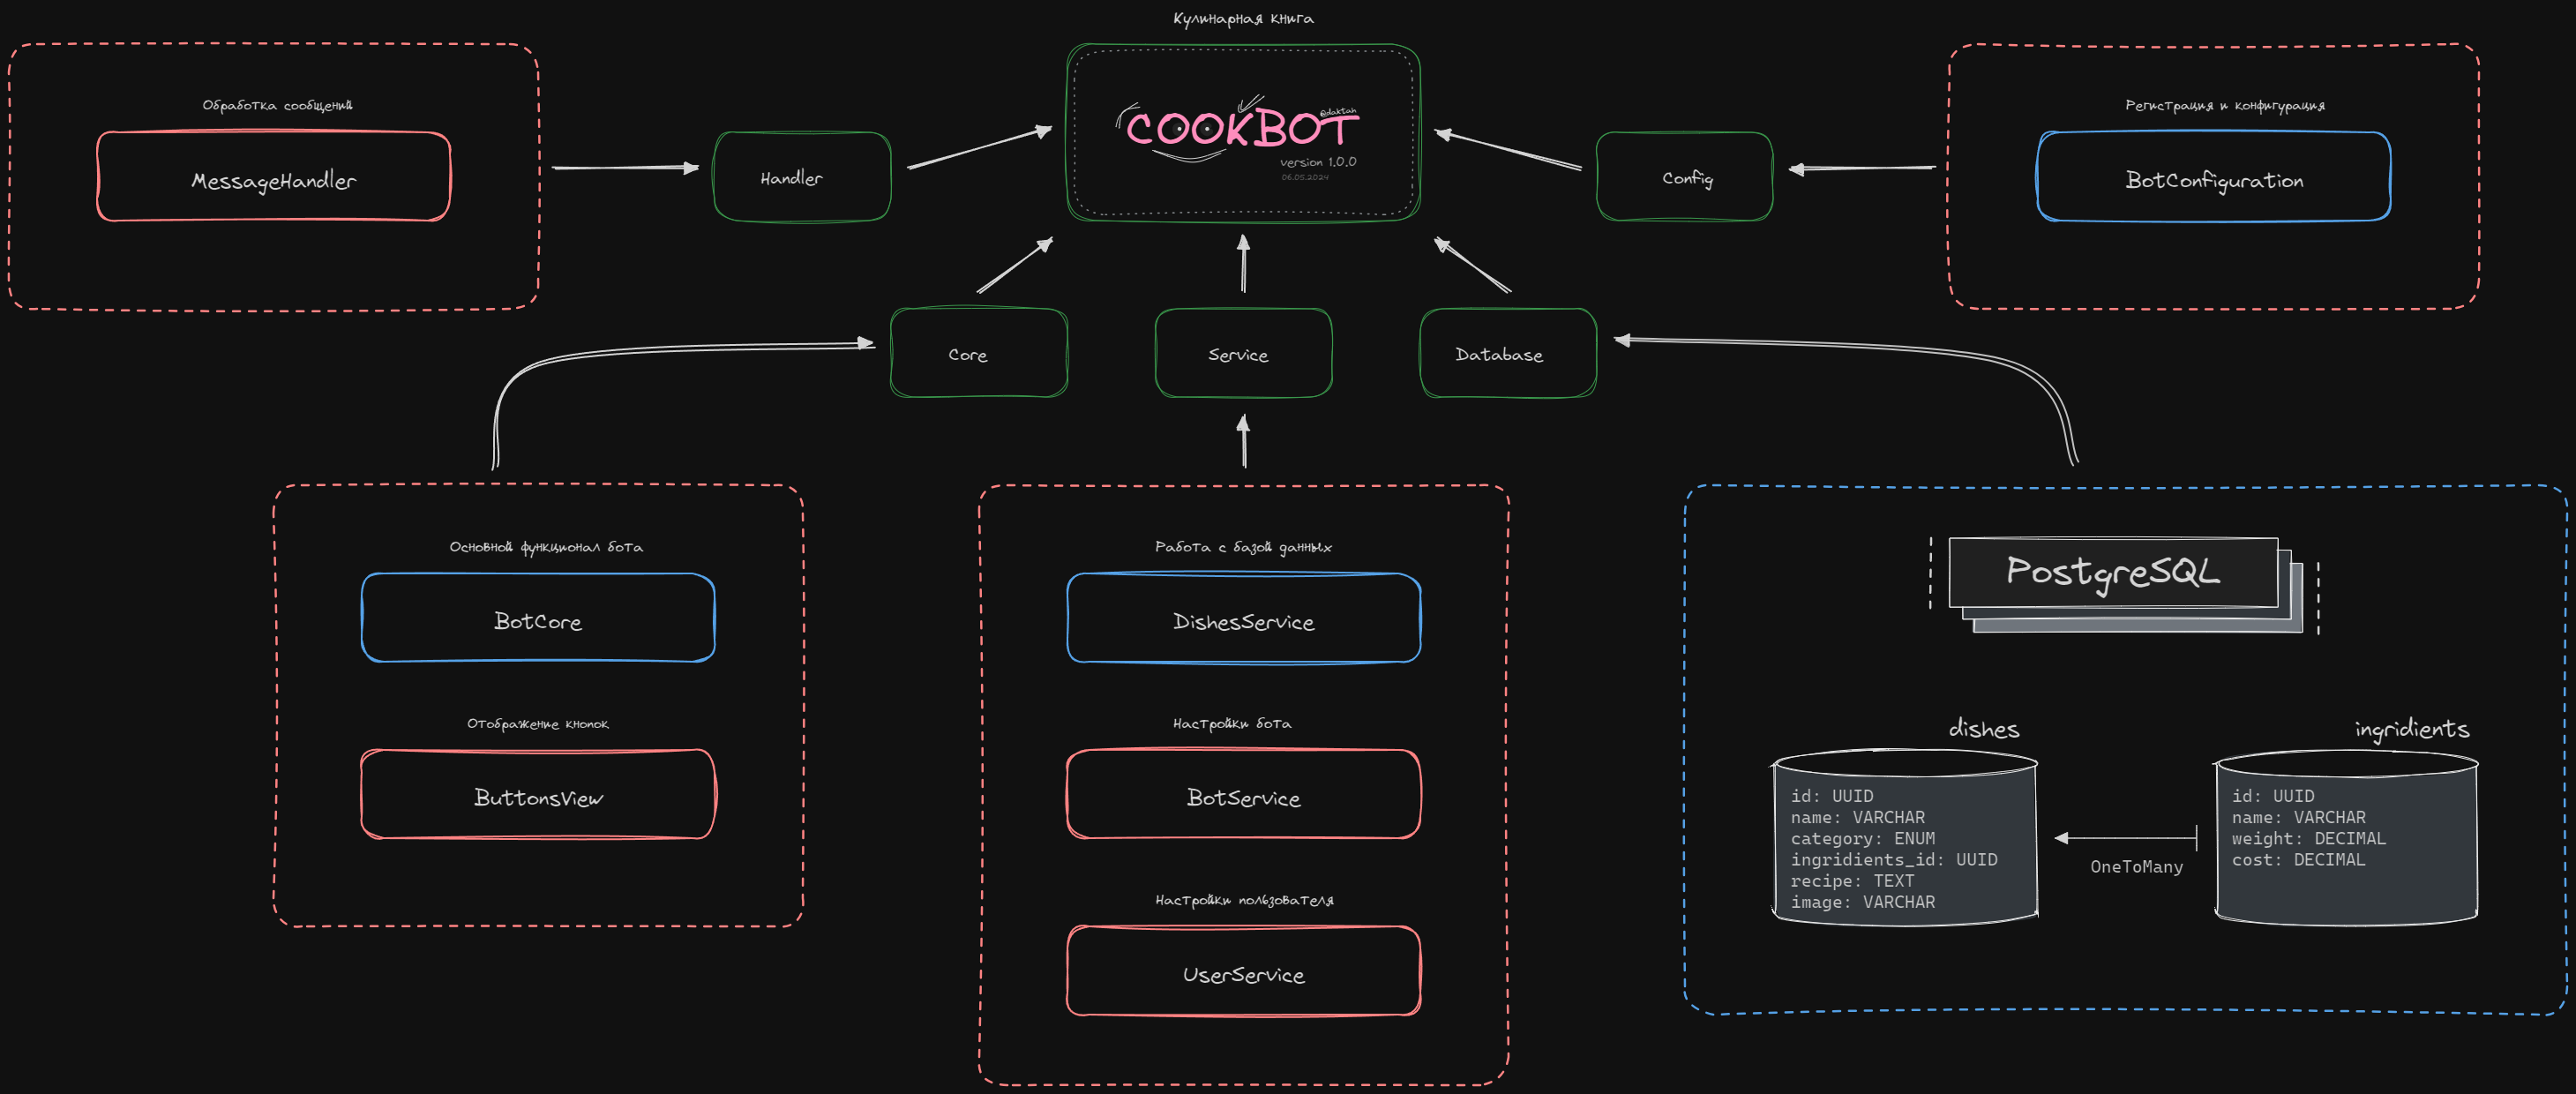 Кулинарная книга
COOKBOT
@daktah
version 1.0.0
06.05.2024
Обработка сообщений
MessageHandler
Handler
Config
Регистрация и конфигурация
BotConfiguration
Core
Service
Database
Основной функционал бота
BotCore
Отображение кнопок
ButtonsView
Работа с базой данных
DishesService
Настройки бота
BotService
Настройки пользователя
UserService
PostgreSQL
dishes
id: UUID
name: VARCHAR
category: ENUM
ingridients_id: UUID
recipe: TEXT
image: VARCHAR
OneToMany
ingridients
id: UUID
name: VARCHAR
weight: DECIMAL
cost: DECIMAL